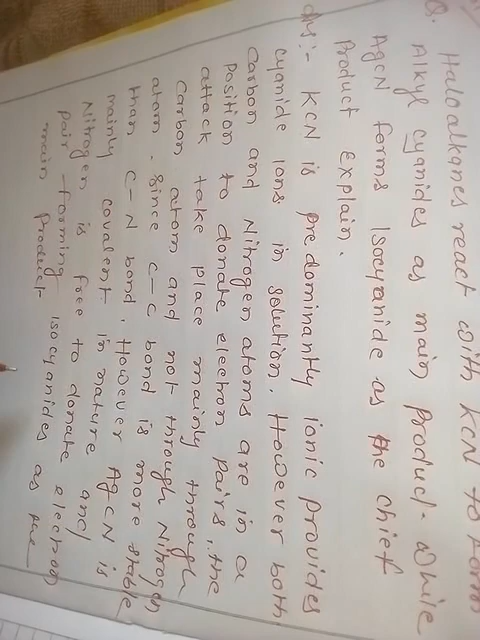 Q. Haloalkanes react with KCN to form
Alkyl cyanides as main product. while
AgCN forms Isocyanide as the chief
Product Explain.
Ans:- KCN is predominantly ionic provides
cyanide Ions in solution. However both
Carbon and Nitrogen atoms are in a
Position to donate electron pairs, the
attack take place mainly through
Carbon atom and not through Nitrogen
atom. Since C-C bond is more stable
than C-N bond. However AgCN is
mainly covalent in nature and
Nitrogen is free to donate electron
pair forming isocyanides as the
main Product